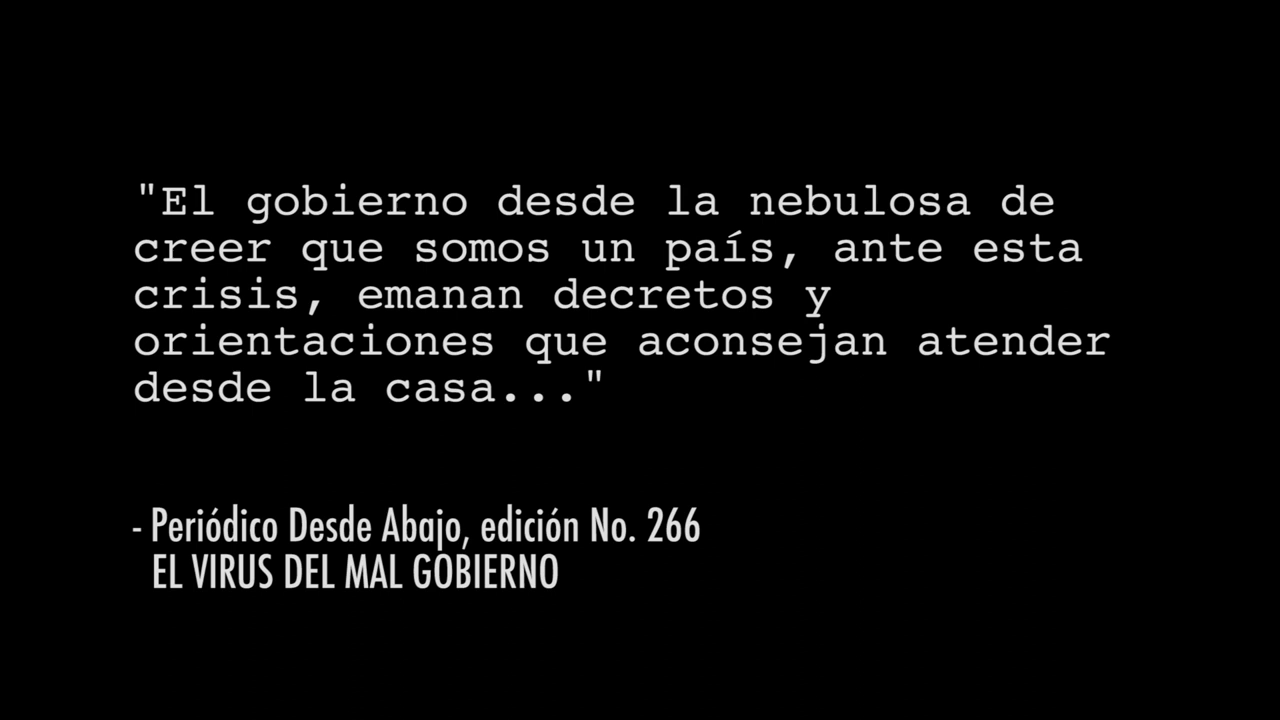 "El gobierno desde la nebulosa de
creer que somos un país, ante esta
crisis, emanan decretos y
orientaciones que aconsejan atender
desde la casa..."
- Periódico Desde Abajo, edición No. 266
EL VIRUS DEL MAL GOBIERNO